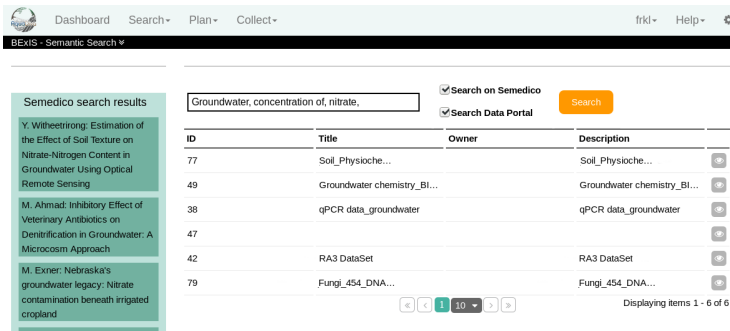 Dashboard Search Plan Collect frkl Help
BExIS - Semantic Search
Semedico search results
Y. Witheetrirong: Estimation of
the Effect of Soil Texture on
Nitrate-Nitrogen Content in
Groundwater Using Optical
Remote Sensing
M. Ahmad: Inhibitory Effect of
Veterinary Antibiotics on
Denitrification in Groundwater: A
Microcosm Approach
M. Exner: Nebraska's
groundwater legacy: Nitrate
contamination beneath irrigated
cropland
Groundwater, concentration of, nitrate,
Search on Semedico
Search Data Portal
Search
ID Title Owner Description
77 Soil_Physioche... Soil_Physioche...
49 Groundwater chemistry_BI... Groundwater chemistry_BI...
38 qPCR data_groundwater qPCR data_groundwater
47
42 RA3 DataSet RA3 DataSet
79 Fungi_454_DNA... Fungi_454_DNA...
« < 1 10 > » Displaying items 1 - 6 of 6